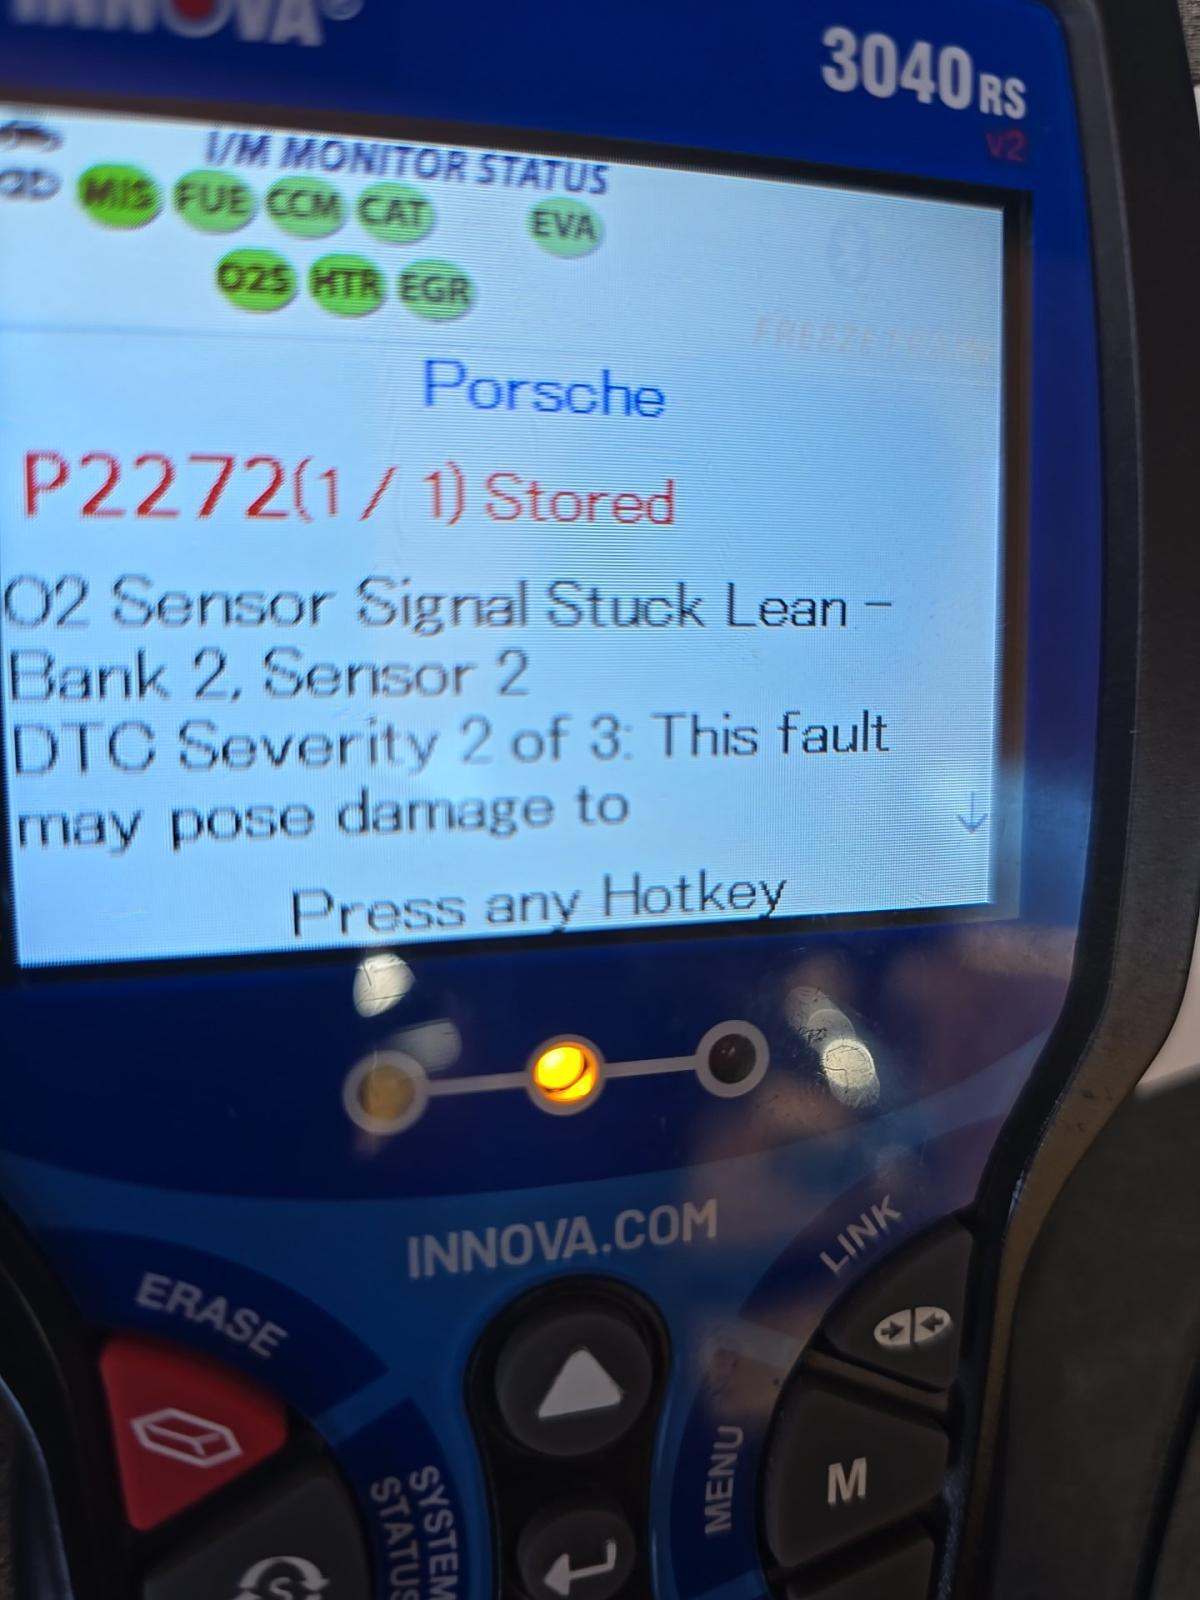 INNOVA®
3040RS
v2
I/M MONITOR STATUS
MIS FUE CCM CAT EVA
O2S HTR EGR
Porsche
P2272(1 / 1) Stored
O2 Sensor Signal Stuck Lean -
Bank 2, Sensor 2
DTC Severity 2 of 3: This fault
may pose damage to
Press any Hotkey
INNOVA.COM
LINK
ERASE
MENU
M
SYSTEM
STATUS
S